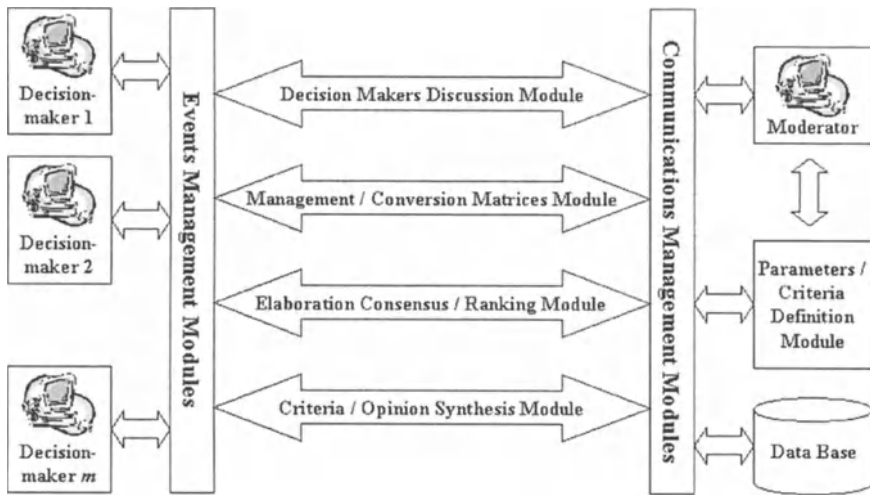 Decision-
maker 1
Decision-
maker 2
Decision-
maker m
Events Management Modules
Decision Makers Discussion Module
Management / Conversion Matrices Module
Elaboration Consensus / Ranking Module
Criteria / Opinion Synthesis Module
Communications Management Modules
Moderator
Parameters /
Criteria
Definition
Module
Data Base